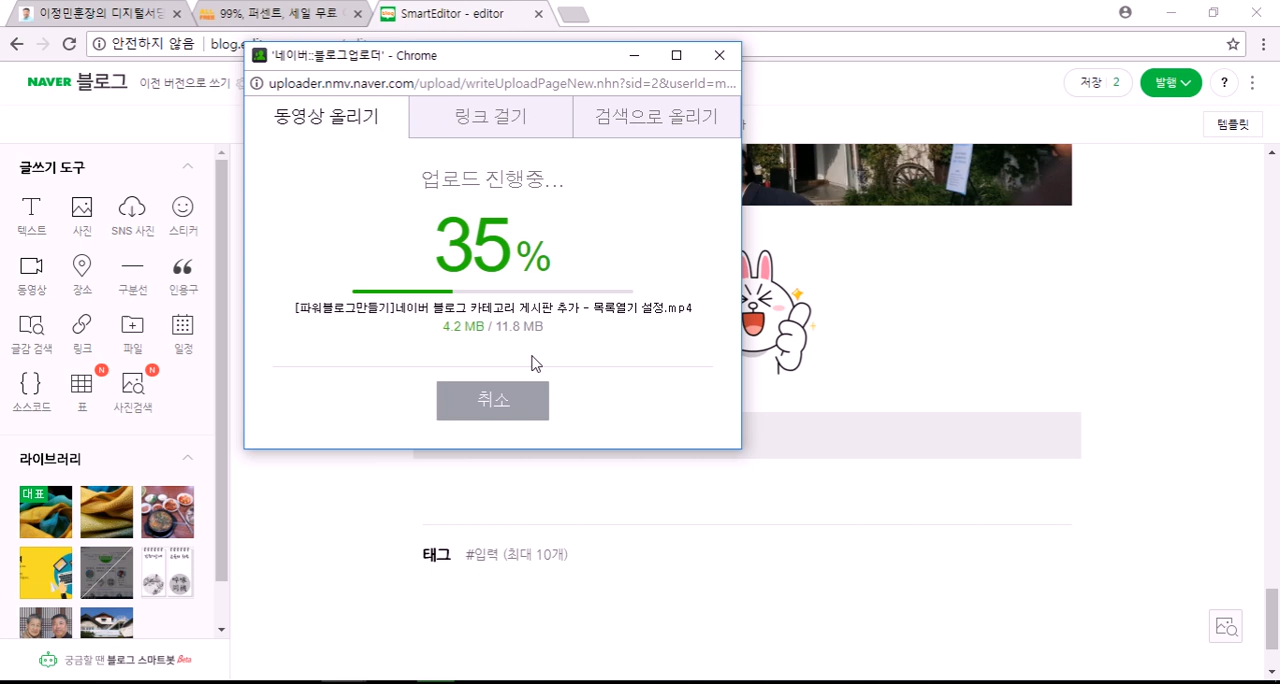 이정민훈장의 디지털서당
99%, 퍼센트, 세일 무료
SmartEditor - editor
안전하지 않음
'네이버::블로그업로더' - Chrome
uploader.nmv.naver.com/upload/writeUploadPageNew.nhn?sid=2&userId=m...
NAVER 블로그
이전 버전으로 쓰기
저장 2
발행
?
동영상 올리기
링크 걸기
검색으로 올리기
템플릿
글쓰기 도구
텍스트
사진
SNS 사진
스티커
동영상
장소
구분선
인용구
글감 검색
링크
파일
일정
N
N
소스코드
표
사진검색
업로드 진행중...
35%
[파워블로그만들기]네이버 블로그 카테고리 게시판 추가 - 목록열기 설정.mp4
4.2 MB / 11.8 MB
취소
라이브러리
대표
태그 #입력 (최대 10개)
궁금할 땐 블로그 스마트봇 Beta